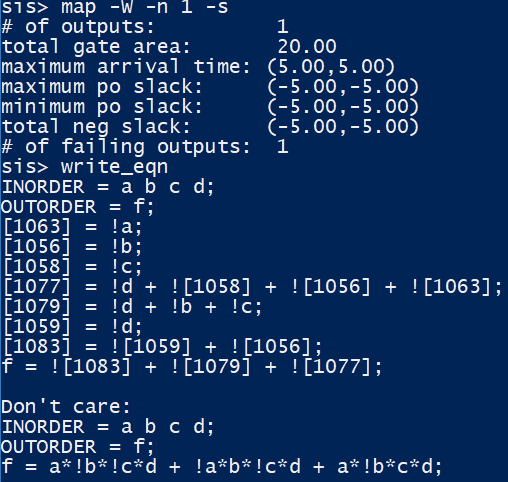 sis> map -W -n 1 -s
# of outputs:          1
total gate area:       20.00
maximum arrival time: (5.00,5.00)
maximum po slack:     (-5.00,-5.00)
minimum po slack:     (-5.00,-5.00)
total neg slack:      (-5.00,-5.00)
# of failing outputs:  1
sis> write_eqn
INORDER = a b c d;
OUTORDER = f;
[1063] = !a;
[1056] = !b;
[1058] = !c;
[1077] = !d + ![1058] + ![1056] + ![1063];
[1079] = !d + !b + !c;
[1059] = !d;
[1083] = ![1059] + ![1056];
f = ![1083] + ![1079] + ![1077];

Don't care:
INORDER = a b c d;
OUTORDER = f;
f = a*!b*!c*d + !a*b*!c*d + a*!b*c*d;